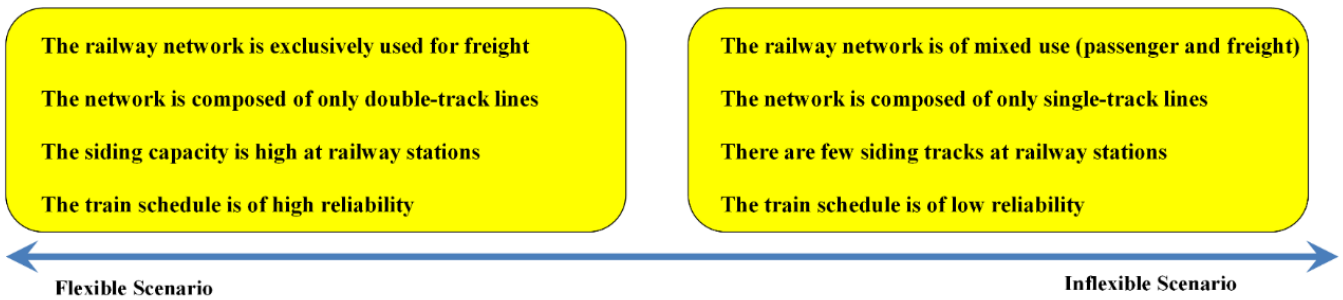 The railway network is exclusively used for freight
The network is composed of only double-track lines
The siding capacity is high at railway stations
The train schedule is of high reliability
The railway network is of mixed use (passenger and freight)
The network is composed of only single-track lines
There are few siding tracks at railway stations
The train schedule is of low reliability
Flexible Scenario
Inflexible Scenario